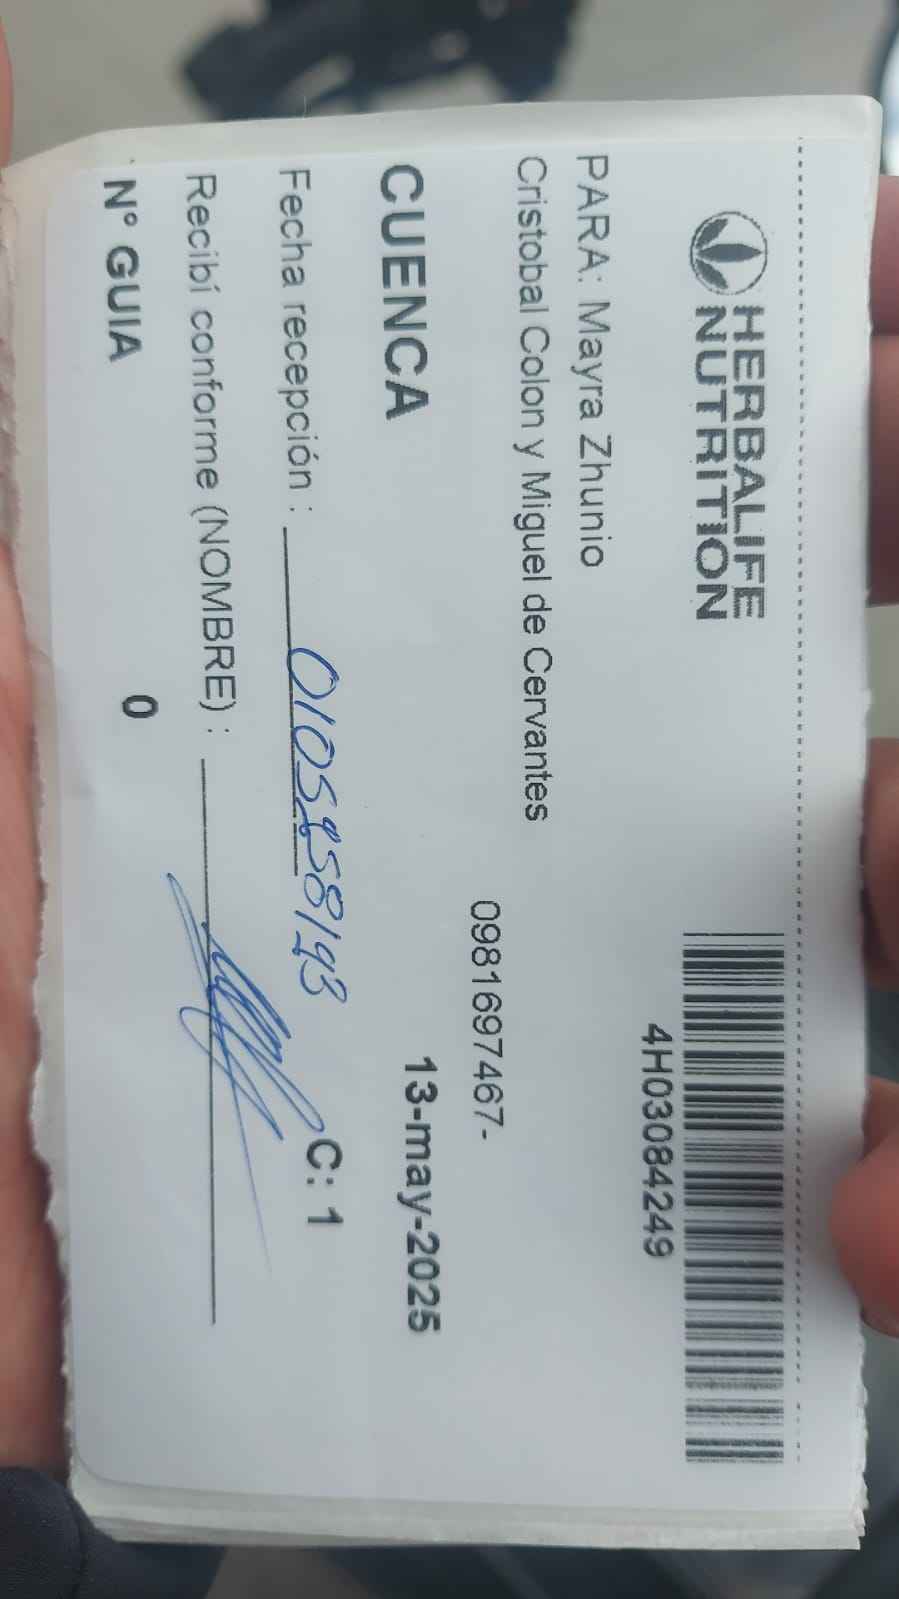 HERBALIFE
NUTRITION
4H03084249
PARA: Mayra Zhunio
Cristobal Colon y Miguel de Cervantes
0981697467-
CUENCA
13-may-2025
Fecha recepción :
C: 1
Recibí conforme (NOMBRE) :
N° GUIA 0